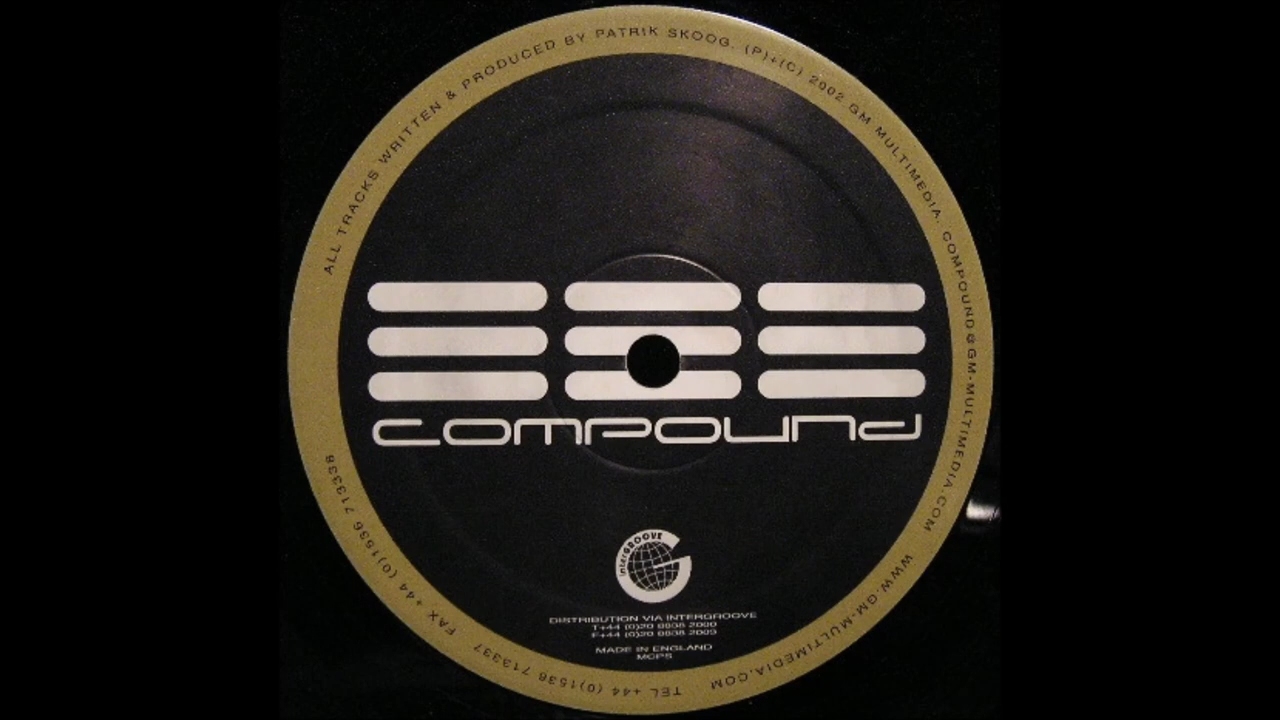 ALL TRACKS WRITTEN & PRODUCED BY PATRIK SKOOG. (P)+(C) 2002 GM MULTIMEDIA. COMPOUND@GM-MULTIMEDIA.COM WWW.GM-MULTIMEDIA.COM TEL +44 (0)1536 713337 FAX +44 (0)1536 713338
compound
interGROOVE
DISTRIBUTION VIA INTERGROOVE
T+44 (0)20 8838 2000
F+44 (0)20 8838 2003
MADE IN ENGLAND
MCPS